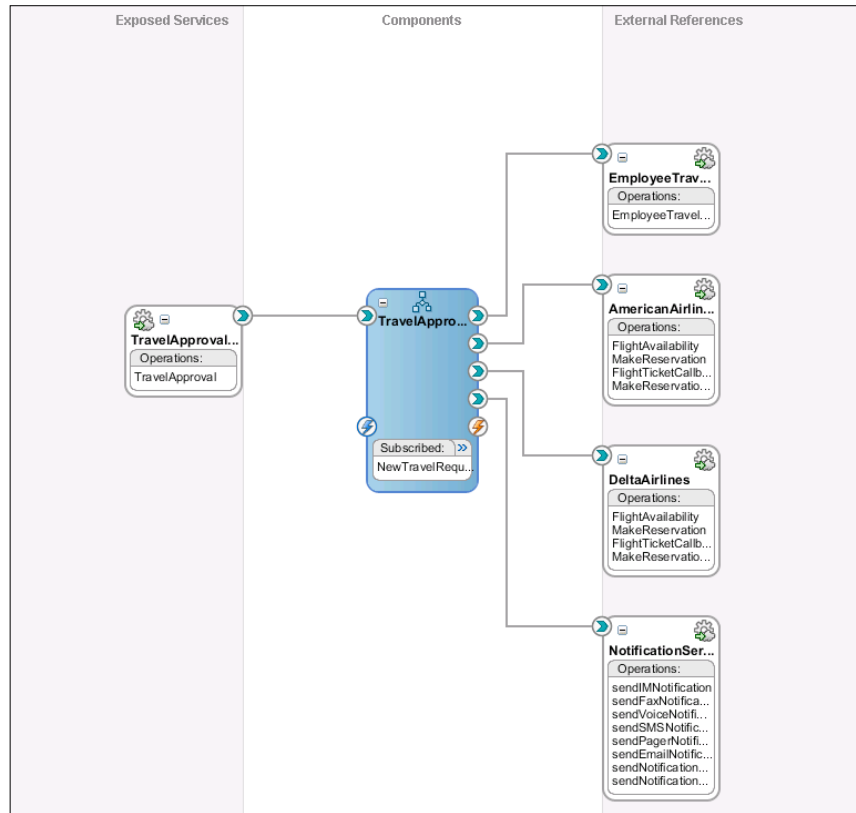 Exposed Services
Components
External References
TravelApproval...
Operations:
TravelApproval
TravelAppro...
Subscribed:
NewTravelRequ...
EmployeeTrav...
Operations:
EmployeeTravel...
AmericanAirlin...
Operations:
FlightAvailability
MakeReservation
FlightTicketCallb...
MakeReservatio...
DeltaAirlines
Operations:
FlightAvailability
MakeReservation
FlightTicketCallb...
MakeReservatio...
NotificationSer...
Operations:
sendIMNotification
sendFaxNotifica...
sendVoiceNotifi...
sendSMSNotific...
sendPagerNotifi...
sendEmailNotific...
sendNotification...
sendNotification...